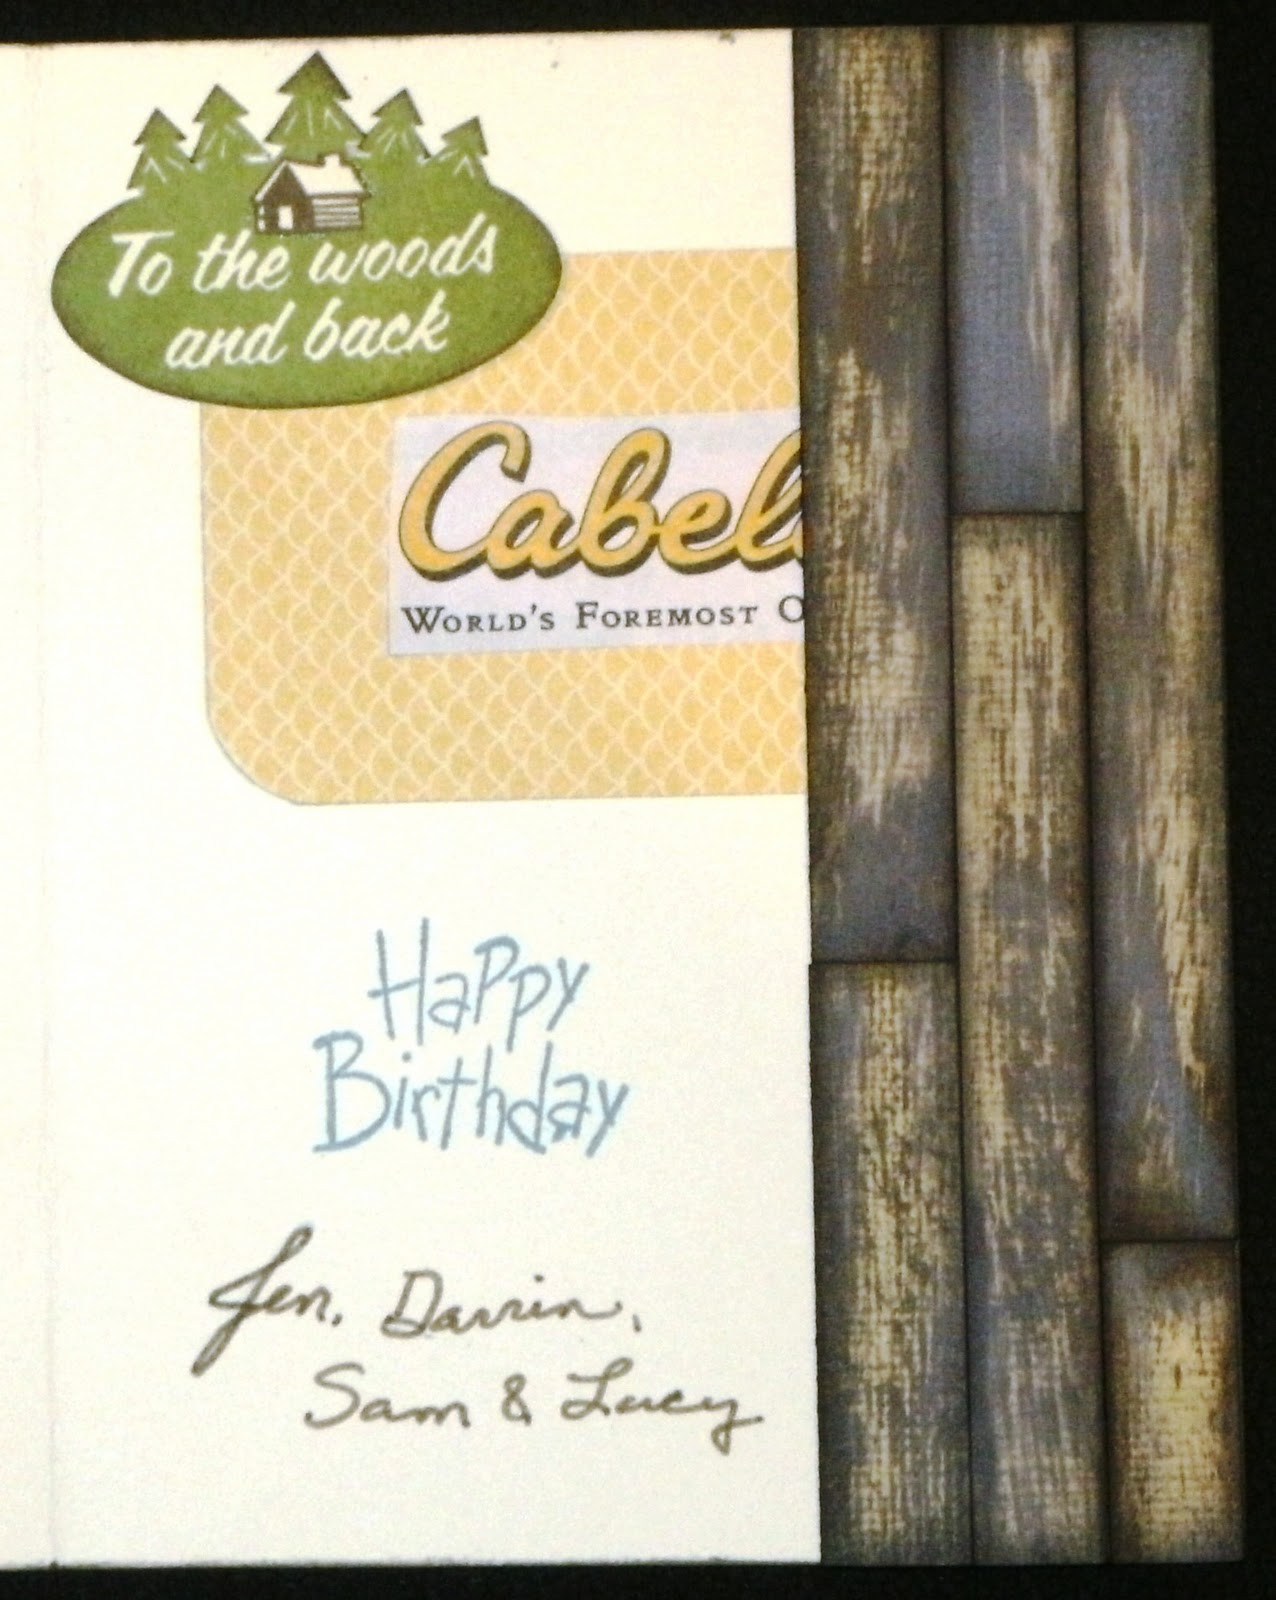 To the woods
and back
Cabel
WORLD'S FOREMOST O
Happy
Birthday
Jen, Darrin,
Sam & Lucy